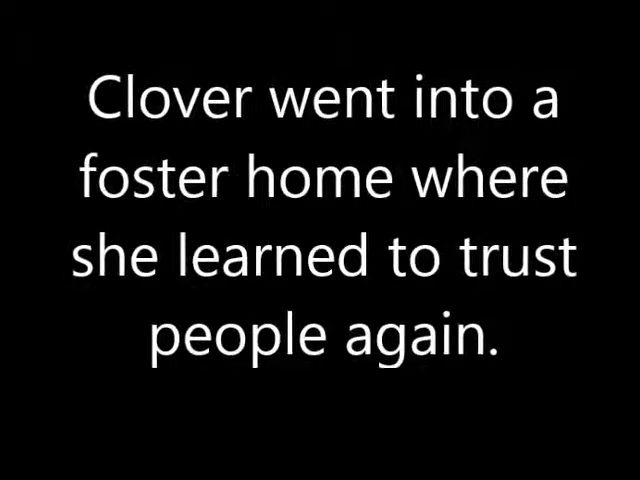 Clover went into a
foster home where
she learned to trust
people again.